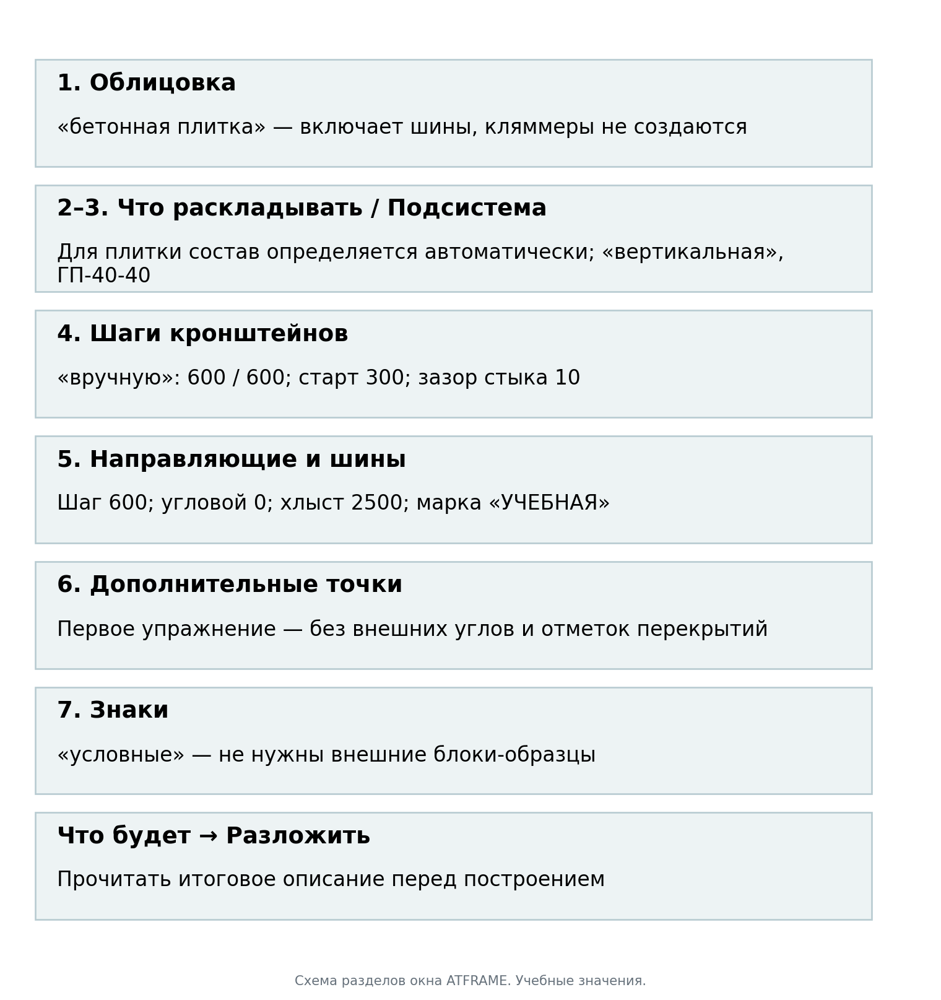 1. Облицовка
«бетонная плитка» — включает шины, кляммеры не создаются
2–3. Что раскладывать / Подсистема
Для плитки состав определяется автоматически; «вертикальная»,
ГП-40-40
4. Шаги кронштейнов
«вручную»: 600 / 600; старт 300; зазор стыка 10
5. Направляющие и шины
Шаг 600; угловой 0; хлыст 2500; марка «УЧЕБНАЯ»
6. Дополнительные точки
Первое упражнение — без внешних углов и отметок перекрытий
7. Знаки
«условные» — не нужны внешние блоки-образцы
Что будет → Разложить
Прочитать итоговое описание перед построением
Схема разделов окна ATFRAME. Учебные значения.